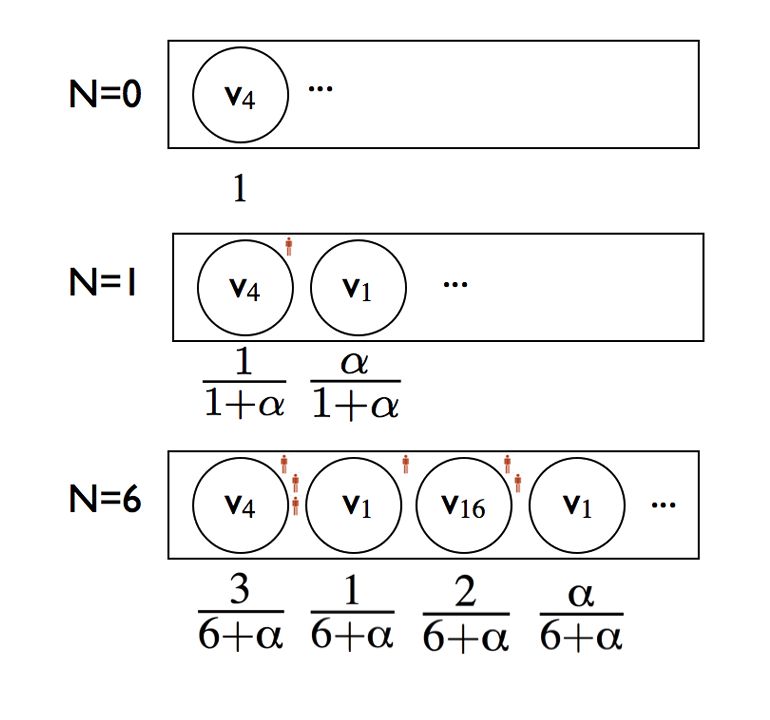 N=0 v4 ...
1
N=1 v4 v1 ...
1/1+α α/1+α
N=6 v4 v1 v16 v1 ...
3/6+α 1/6+α 2/6+α α/6+α